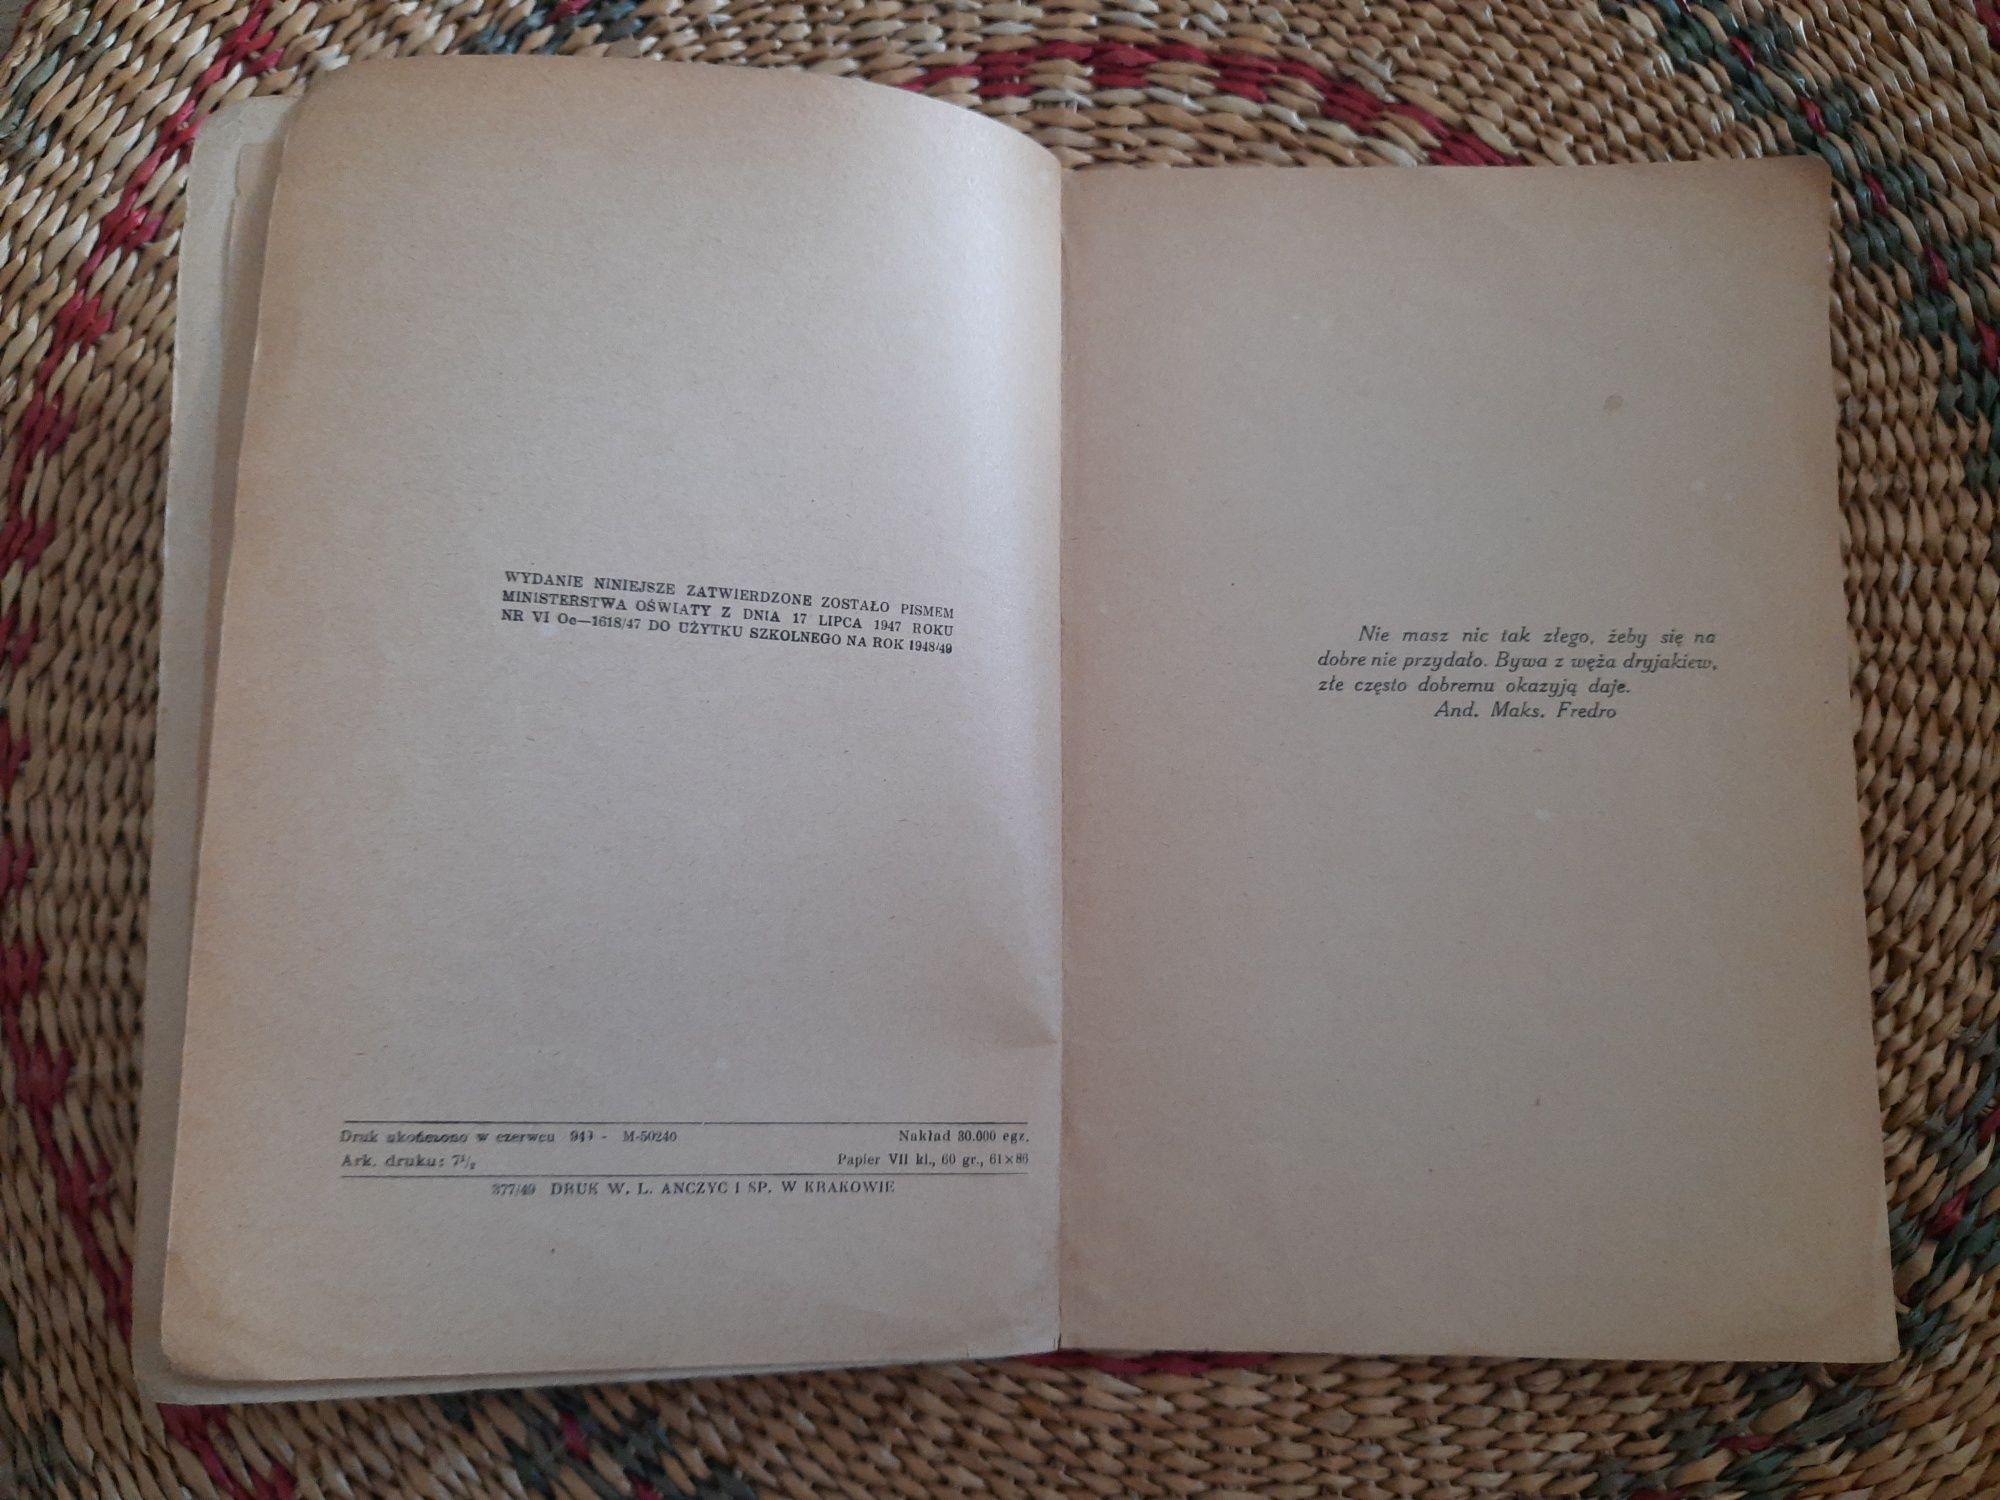 WYDANIE NINIEJSZE ZATWIERDZONE ZOSTAŁO PISMEM
MINISTERSTWA OŚWIATY Z DNIA 17 LIPCA 1947 ROKU
NR VI Oc—1618/47 DO UŻYTKU SZKOLNEGO NA ROK 1948/49
Druk ukończono w czerwcu 949 - M-50240
Nakład 30.000 egz.
Ark. druku: 7¹/₂
Papier VII kl., 60 gr., 61×86
377/49 DRUK W. L. ANCZYC I SP. W KRAKOWIE
Nie masz nic tak złego, żeby się na
dobre nie przydało. Bywa z węża dryjakiew,
złe często dobremu okazyją daje.
And. Maks. Fredro